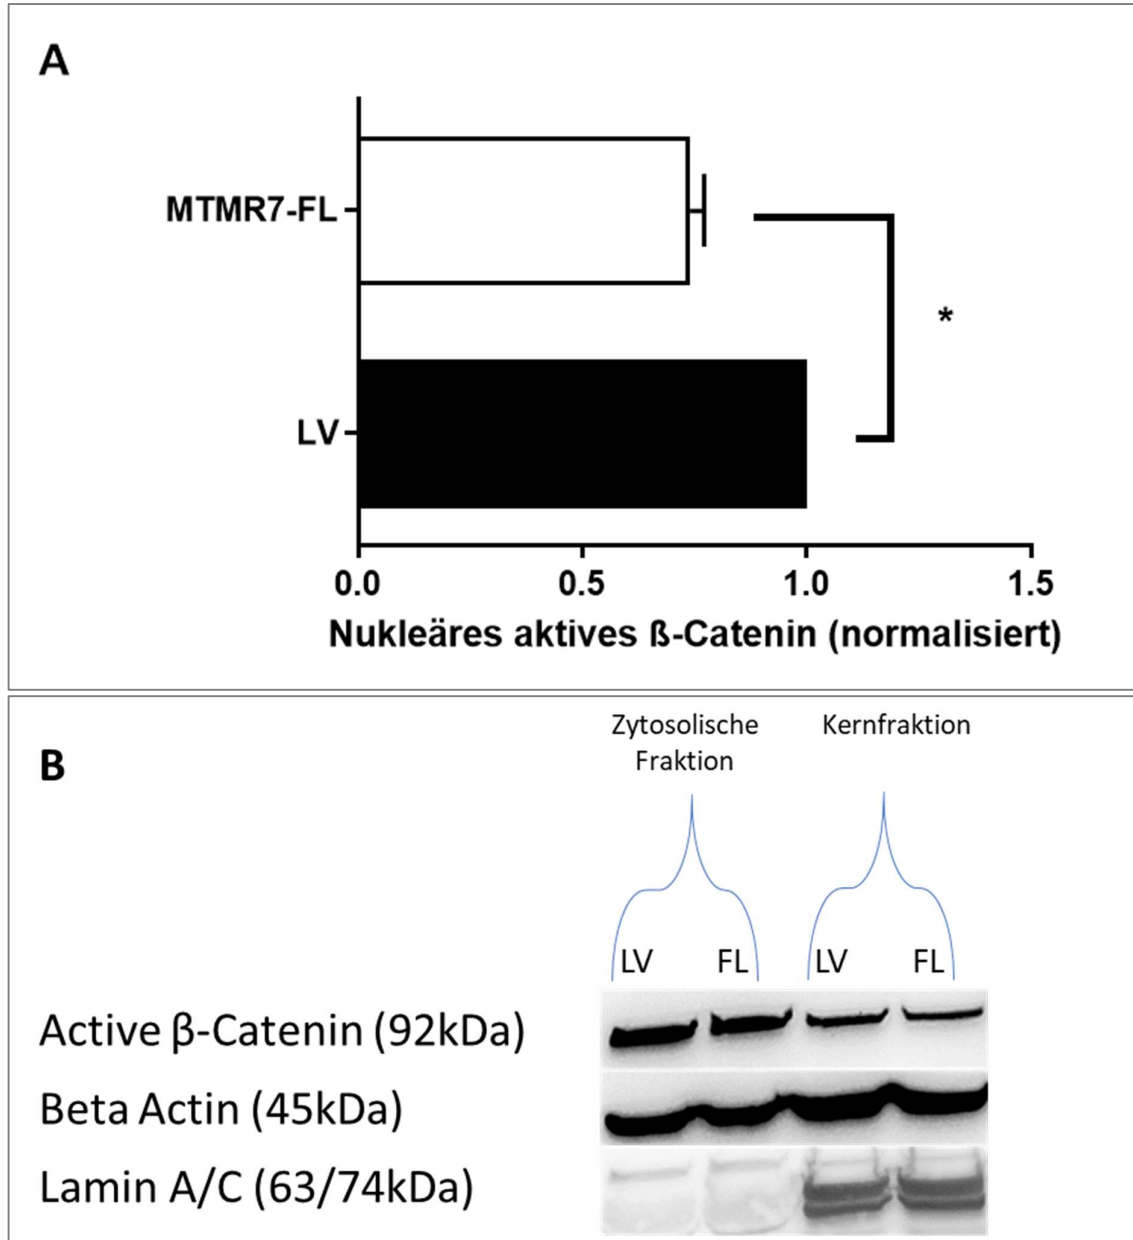 A
MTMR7-FL
*
LV
0.0 0.5 1.0 1.5
Nukleäres aktives ß-Catenin (normalisiert)
B
Zytosolische
Fraktion
Kernfraktion
LV FL LV FL
Active β-Catenin (92kDa)
Beta Actin (45kDa)
Lamin A/C (63/74kDa)